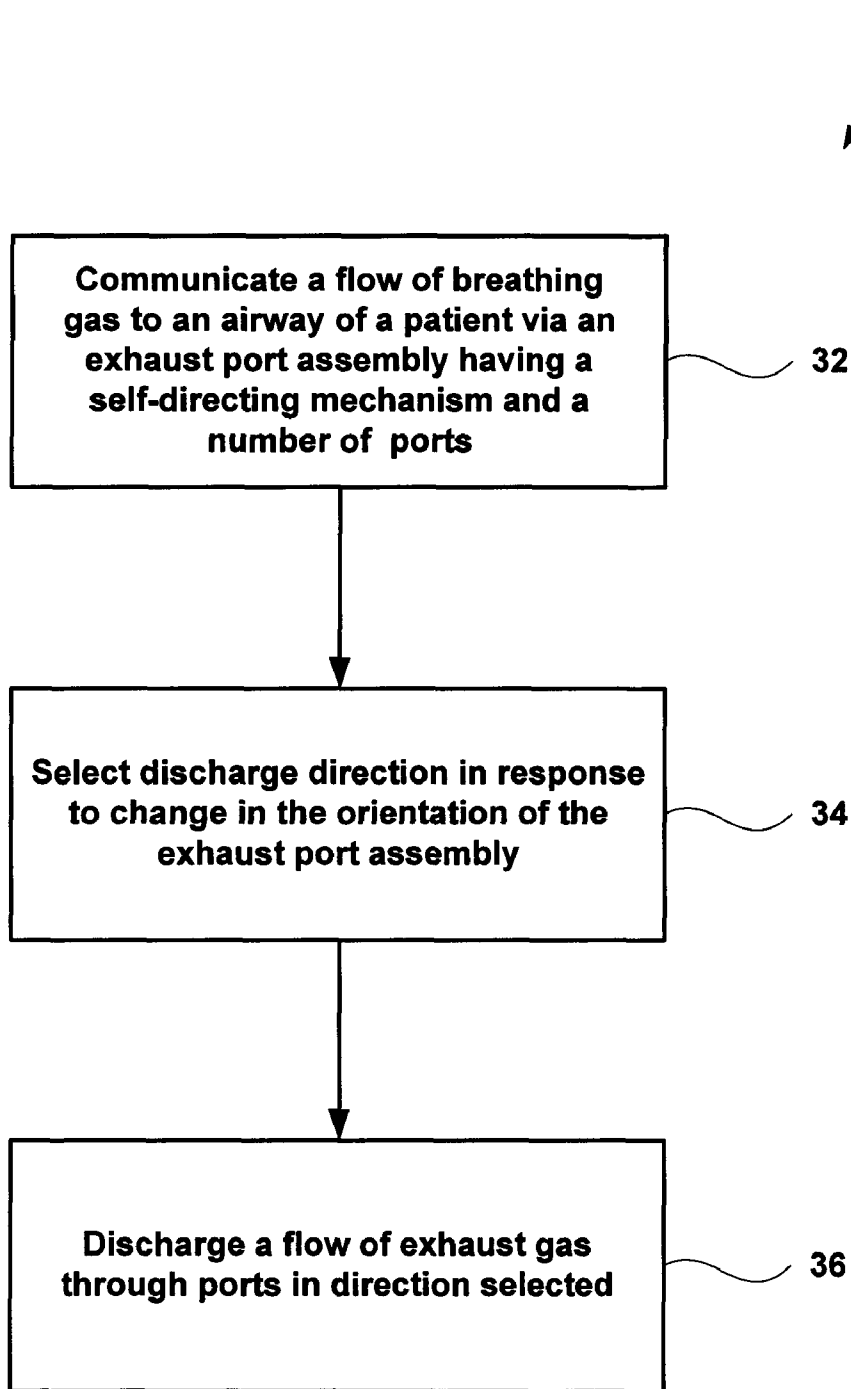 Communicate a flow of breathing
gas to an airway of a patient via an
exhaust port assembly having a
self-directing mechanism and a
number of ports
32
Select discharge direction in response
to change in the orientation of the
exhaust port assembly
34
Discharge a flow of exhaust gas
through ports in direction selected
36